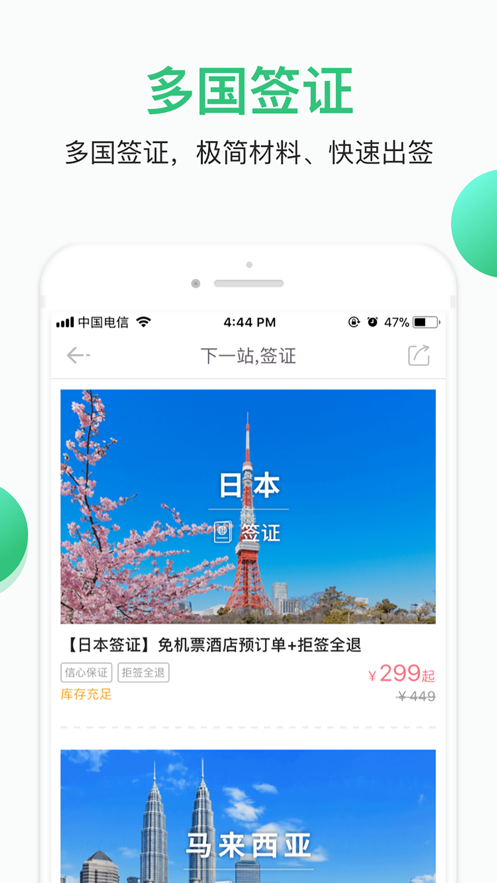 多国签证
多国签证，极简材料、快速出签
中国电信 4:44 PM 47%
下一站,签证
日本
签证
【日本签证】免机票酒店预订单+拒签全退
信心保证 拒签全退 ¥299起
库存充足 ¥449
马来西亚